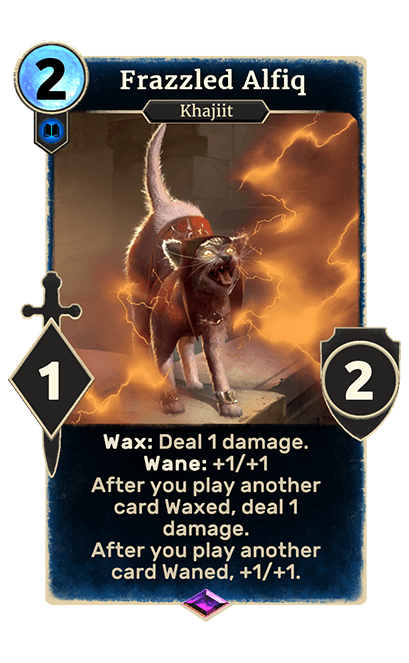 2
Frazzled Alfiq
Khajiit
1
2
Wax: Deal 1 damage.
Wane: +1/+1
After you play another
card Waxed, deal 1
damage.
After you play another
card Waned, +1/+1.